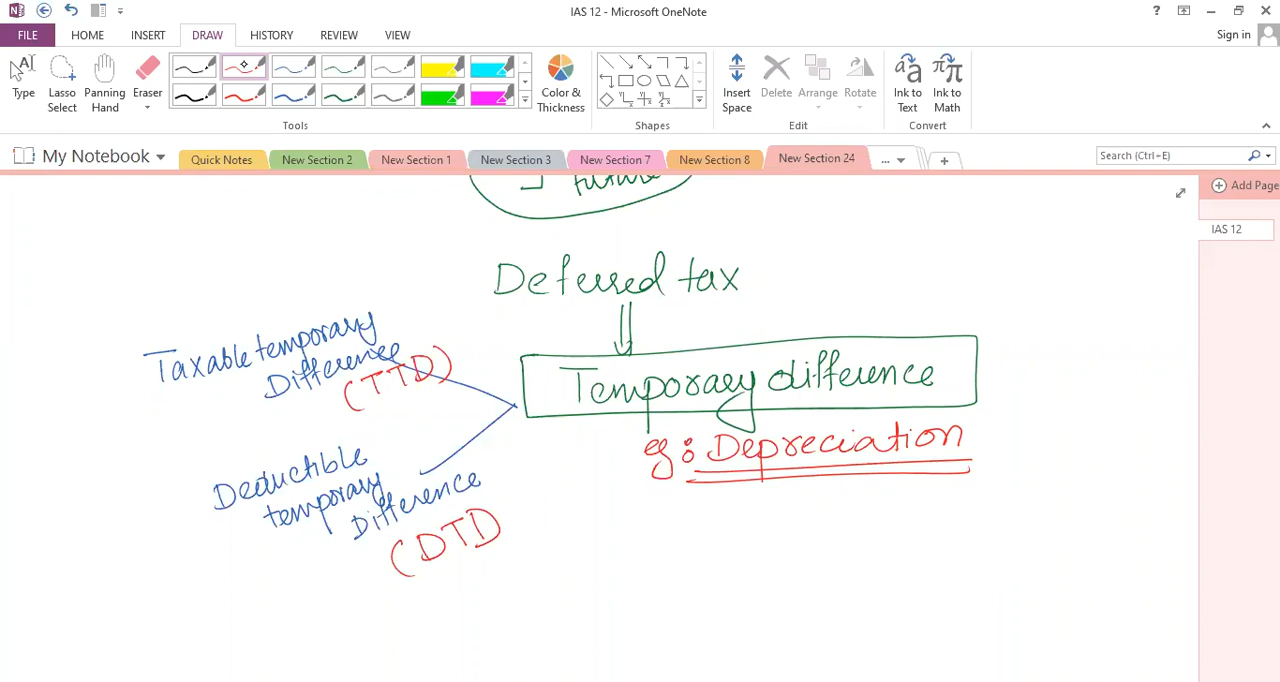 IAS 12 - Microsoft OneNote
FILE HOME INSERT DRAW HISTORY REVIEW VIEW
Sign in
Type
Lasso Select
Panning Hand
Eraser
Color & Thickness
Insert Space
Delete
Arrange
Rotate
Ink to Text
Ink to Math
Tools
Shapes
Edit
Convert
My Notebook
Quick Notes
New Section 2
New Section 1
New Section 3
New Section 7
New Section 8
New Section 24
...
Search (Ctrl+E)
Add Page
IAS 12
future
Deferred tax
Temporary difference
eg: Depreciation
Taxable temporary
Difference
(TTD)
Deductible
temporary
Difference
(DTD